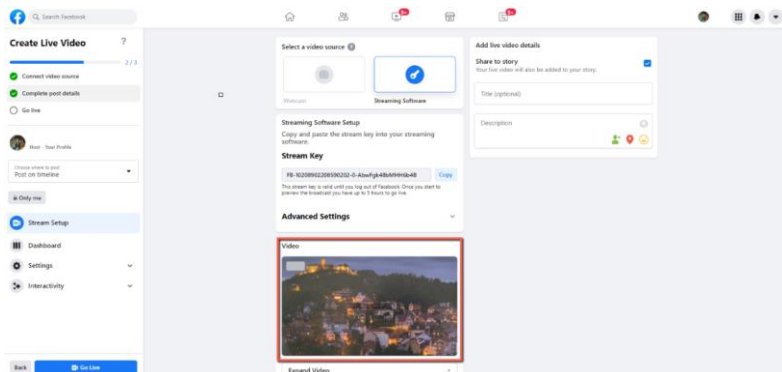 Search Facebook
9+
9+
Create Live Video
?
2 / 3
Connect video source
Complete post details
Go live
Host · Your Profile
Choose where to post
Post on timeline
Only me
Stream Setup
Dashboard
Settings
Interactivity
Back
Go Live
Select a video source
Webcam
Streaming Software
Streaming Software Setup
Copy and paste the stream key into your streaming
software.
Stream Key
Copy
This stream key is valid until you log out of Facebook. Once you start to
preview the broadcast you have up to 5 hours to go live.
Advanced Settings
Video
Expand Video
Add live video details
Share to story
Your live video will also be added to your story.
Title (optional)
Description